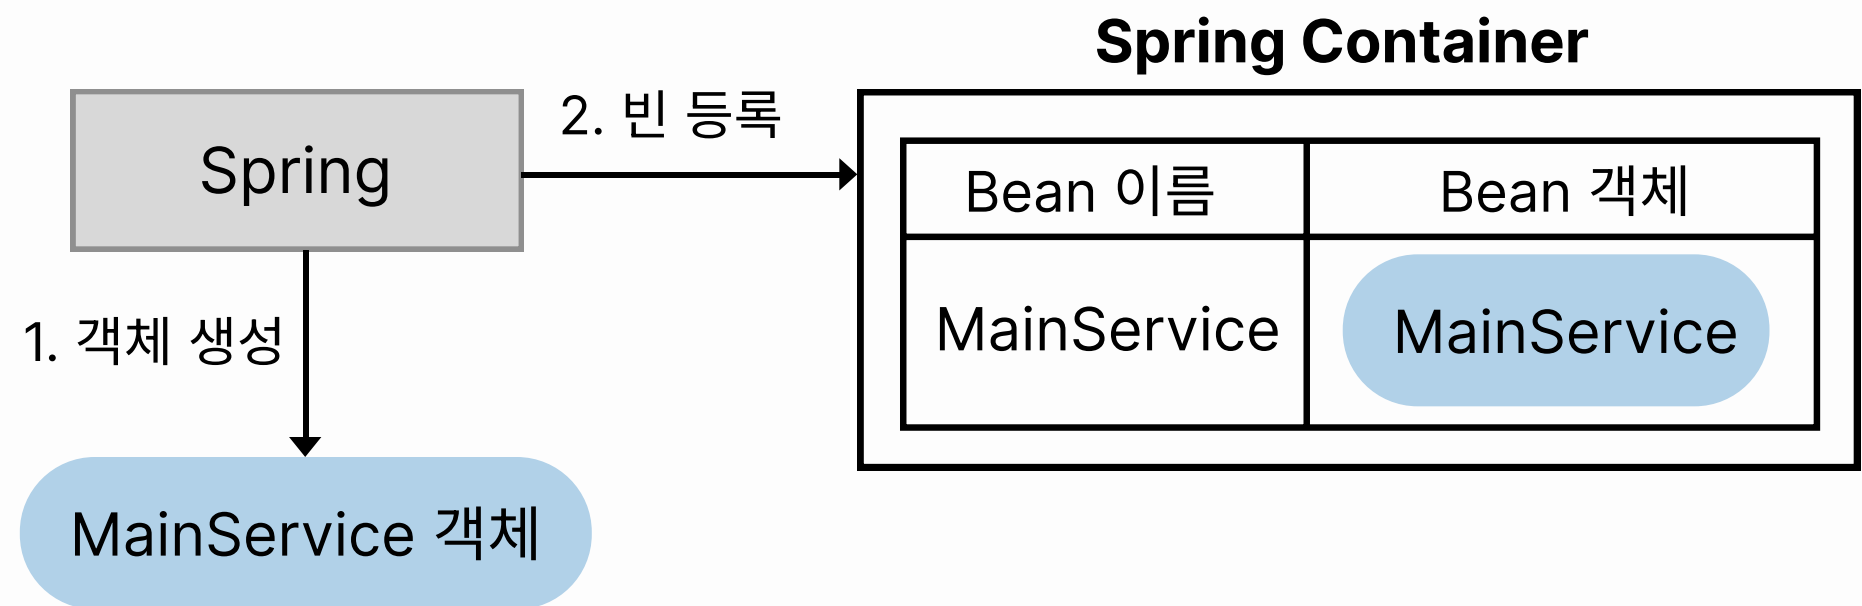 Spring Container
Spring
2. 빈 등록
Bean 이름
Bean 객체
1. 객체 생성
MainService
MainService
MainService 객체